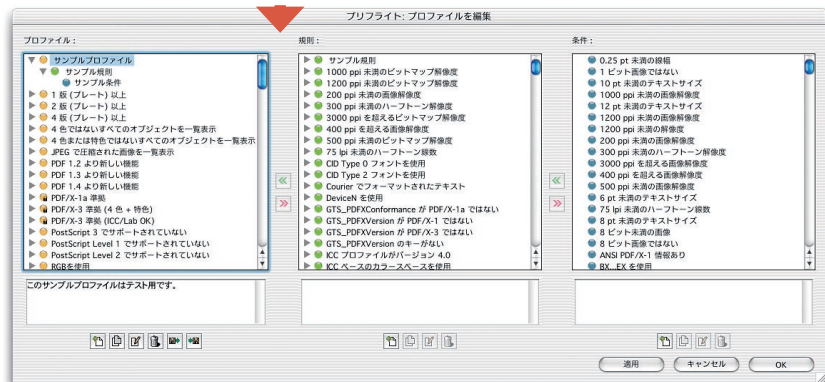 プリフライト: プロファイルを編集
プロファイル：
サンプルプロファイル
サンプル規則
サンプル条件
1 版 (プレート) 以上
2 版 (プレート) 以上
4 版 (プレート) 以上
4 色ではないすべてのオブジェクトを一覧表示
4 色または特色ではないすべてのオブジェクトを一覧表示
JPEG で圧縮された画像を一覧表示
PDF 1.2 より新しい機能
PDF 1.3 より新しい機能
PDF 1.4 より新しい機能
PDF/X-1a 準拠
PDF/X-3 準拠 (4 色 + 特色)
PDF/X-3 準拠 (ICC/Lab OK)
PostScript 3 でサポートされていない
PostScript Level 1 でサポートされていない
PostScript Level 2 でサポートされていない
RGBを使用
このサンプルプロファイルはテスト用です。
規則：
サンプル規則
1000 ppi 未満のビットマップ解像度
1200 ppi 未満のビットマップ解像度
200 ppi 未満の画像解像度
300 ppi 未満のハーフトーン解像度
3000 ppi を超えるビットマップ解像度
400 ppi を超える画像解像度
500 ppi 未満のビットマップ解像度
75 lpi 未満のハーフトーン線数
CID Type 0 フォントを使用
CID Type 2 フォントを使用
Courier でフォーマットされたテキスト
DeviceN を使用
GTS_PDFXConformance が PDF/X-1a ではない
GTS_PDFXVersion が PDF/X-1 ではない
GTS_PDFXVersion が PDF/X-3 ではない
GTS_PDFXVersion のキーがない
ICC プロファイルがバージョン 4.0
ICC ベースのカラースペースを使用
条件：
0.25 pt 未満の線幅
1 ビット画像ではない
10 pt 未満のテキストサイズ
1000 ppi 未満の画像解像度
12 pt 未満のテキストサイズ
1200 ppi 未満の画像解像度
1200 ppi 未満の解像度
200 ppi 未満の画像解像度
300 ppi 未満のハーフトーン解像度
3000 ppi を超える画像解像度
400 ppi を超える画像解像度
500 ppi 未満の画像解像度
6 pt 未満のテキストサイズ
75 lpi 未満のハーフトーン線数
8 pt 未満のテキストサイズ
8 ビット未満の画像
8 ビット画像ではない
ANSI PDF/X-1 情報あり
BX...EX を使用
適用
キャンセル
OK